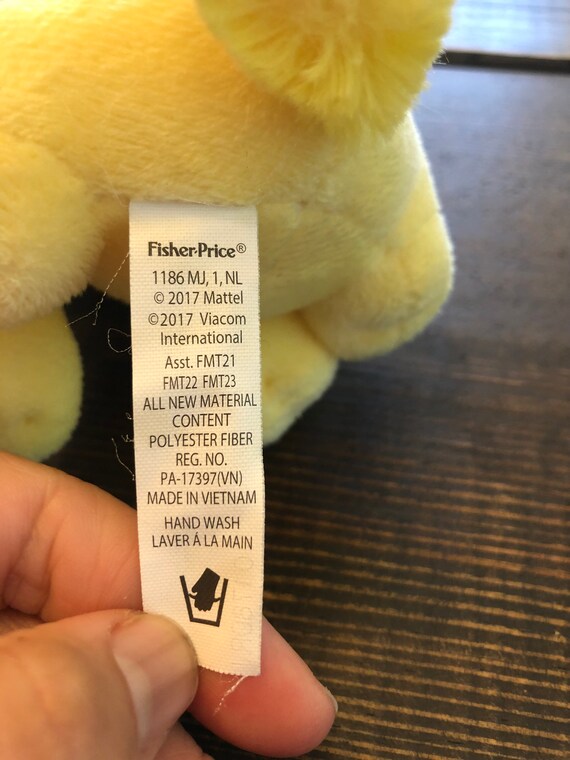 Fisher-Price®
1186 MJ, 1, NL
© 2017 Mattel
©2017 Viacom
International
Asst. FMT21
FMT22 FMT23
ALL NEW MATERIAL
CONTENT
POLYESTER FIBER
REG. NO.
PA-17397(VN)
MADE IN VIETNAM
HAND WASH
LAVER Á LA MAIN